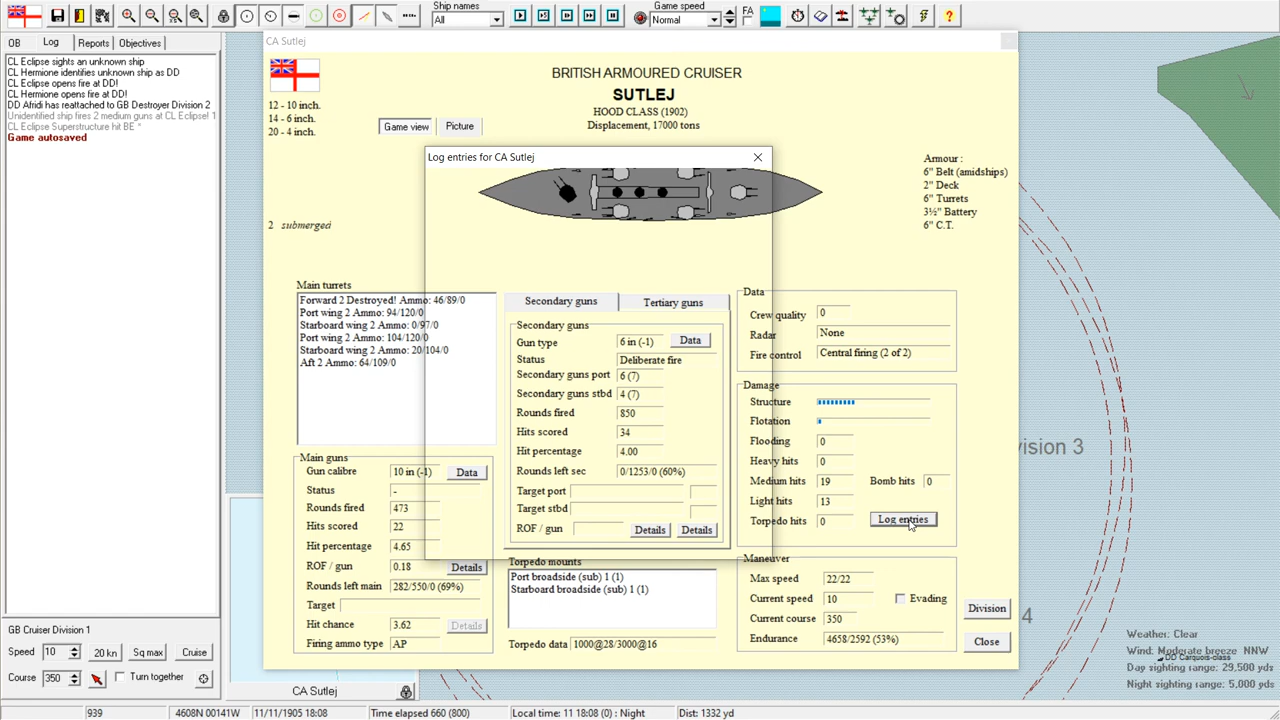 Ship names
All
Game speed
Normal
FA
OB
Log
Reports
Objectives
CL Eclipse sights an unknown ship
CL Hermione identifies unknown ship as DD
CL Eclipse opens fire at DD!
CL Hermione opens fire at DD!
DD Afridi has reattached to GB Destroyer Division 2
Unidentified ship fires 2 medium guns at CL Eclipse! 1
CL Eclipse Superstructure hit BE *
Game autosaved
GB Cruiser Division 1
Speed
10
20 kn
Sq max
Cruise
Course
350
Turn together
CA Sutlej
BRITISH ARMOURED CRUISER
SUTLEJ
HOOD CLASS (1902)
Displacement, 17000 tons
12 - 10 inch.
14 - 6 inch.
20 - 4 inch.
Game view
Picture
2 submerged
Armour :
6" Belt (amidships)
2" Deck
6" Turrets
3½" Battery
6" C.T.
Log entries for CA Sutlej
Main turrets
Forward 2 Destroyed! Ammo: 46/89/0
Port wing 2 Ammo: 94/120/0
Starboard wing 2 Ammo: 0/97/0
Port wing 2 Ammo: 104/120/0
Starboard wing 2 Ammo: 20/104/0
Aft 2 Ammo: 64/109/0
Main guns
Gun calibre
10 in (-1)
Data
Status
-
Rounds fired
473
Hits scored
22
Hit percentage
4.65
ROF / gun
0.18
Details
Rounds left main
282/550/0 (69%)
Target
Hit chance
3.62
Details
Firing ammo type
AP
Secondary guns
Tertiary guns
Secondary guns
Gun type
6 in (-1)
Data
Status
Deliberate fire
Secondary guns port
6 (7)
Secondary guns stbd
4 (7)
Rounds fired
850
Hits scored
34
Hit percentage
4.00
Rounds left sec
0/1253/0 (60%)
Target port
Target stbd
ROF / gun
Details
Details
Torpedo mounts
Port broadside (sub) 1 (1)
Starboard broadside (sub) 1 (1)
Torpedo data
1000@28/3000@16
Data
Crew quality
0
Radar
None
Fire control
Central firing (2 of 2)
Damage
Structure
Flotation
Flooding
0
Heavy hits
0
Medium hits
19
Bomb hits
0
Light hits
13
Torpedo hits
0
Log entries
Maneuver
Max speed
22/22
Current speed
10
Evading
Current course
350
Endurance
4658/2592 (53%)
Division
Close
vision 3
4
Weather: Clear
Wind: Moderate breeze NNW
DD Carquois-class
Day sighting range: 29,500 yds
Night sighting range: 5,000 yds
CA Sutlej
939
4608N 00141W
11/11/1905 18:08
Time elapsed 660 (800)
Local time: 11 18:08 (0) : Night
Dist: 1332 yd